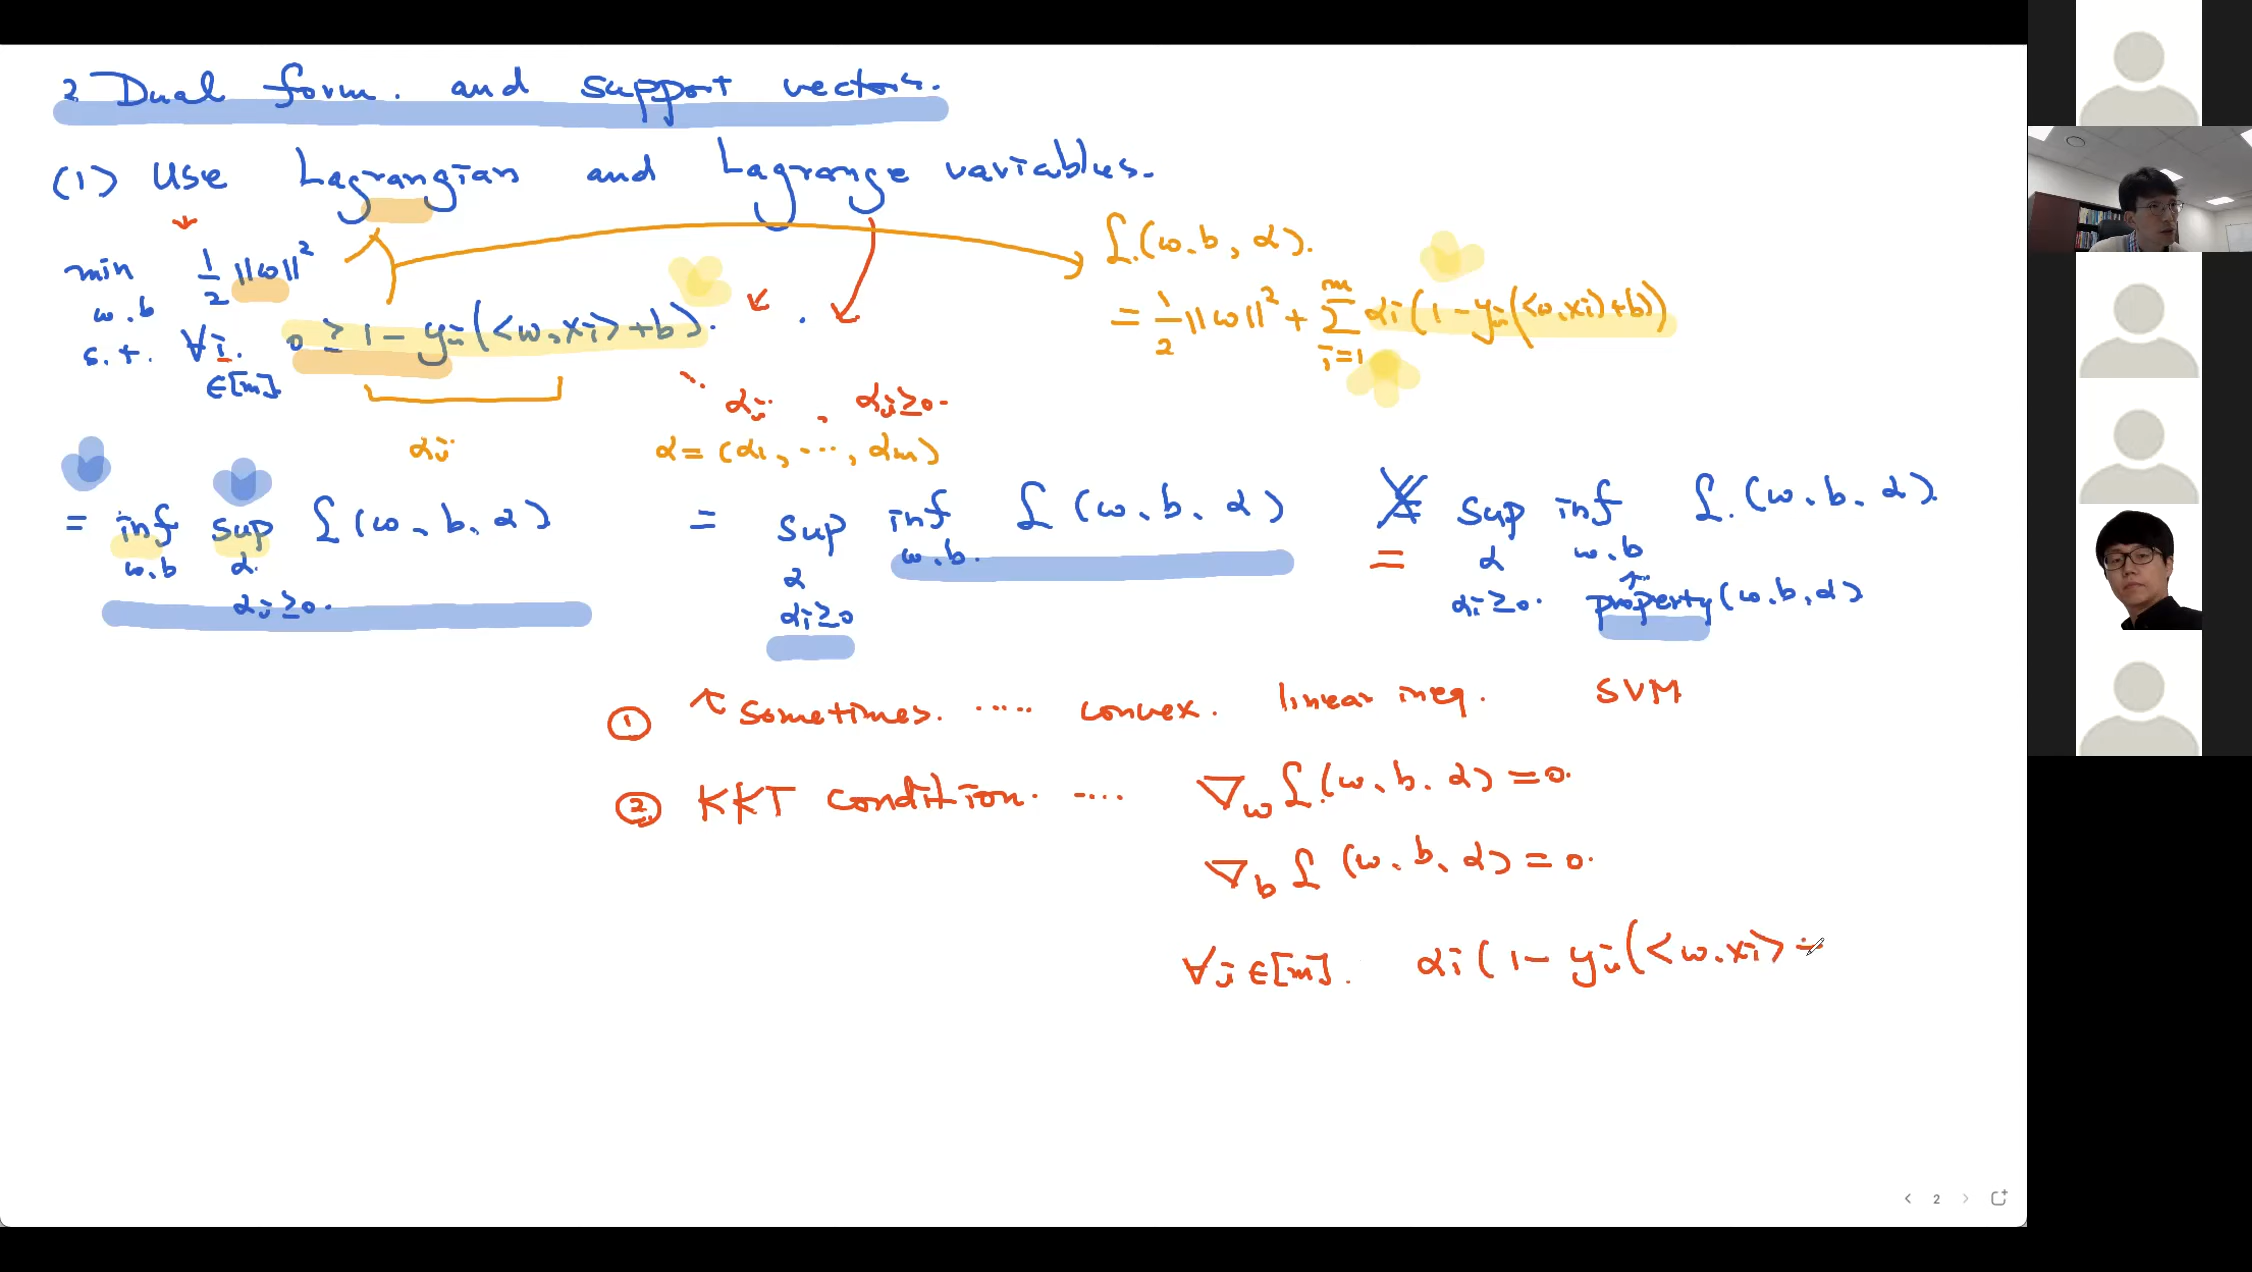 2 Dual form. and support vectors.
(1) Use Lagrangian and Lagrange variables.
min w.b 1/2 ||w||²
s.t. ∀i. ∈[m] 0 ≥ 1 - yi(<w,xi>+b).
L(w.b, α).
= 1/2 ||w||² + Σ_{i=1}^{m} αi(1-yi(<w,xi>+b))
αi
αi , αi≥0.
α=(α1, ..., αm)
= inf w.b sup α. αi≥0. L(w.b.α) = sup α αi≥0 inf w.b. L(w.b.α) = sup α αi≥0. inf w.b L.(w.b.α).
property(w.b,α)
① ↑ sometimes. ..... convex. linear ineq. SVM
② KKT condition. .... ∇w L(w.b.α)=0.
∇b L(w.b.α)=0.
∀i∈[m]. αi(1-yi(<w.xi> +
< 2 >